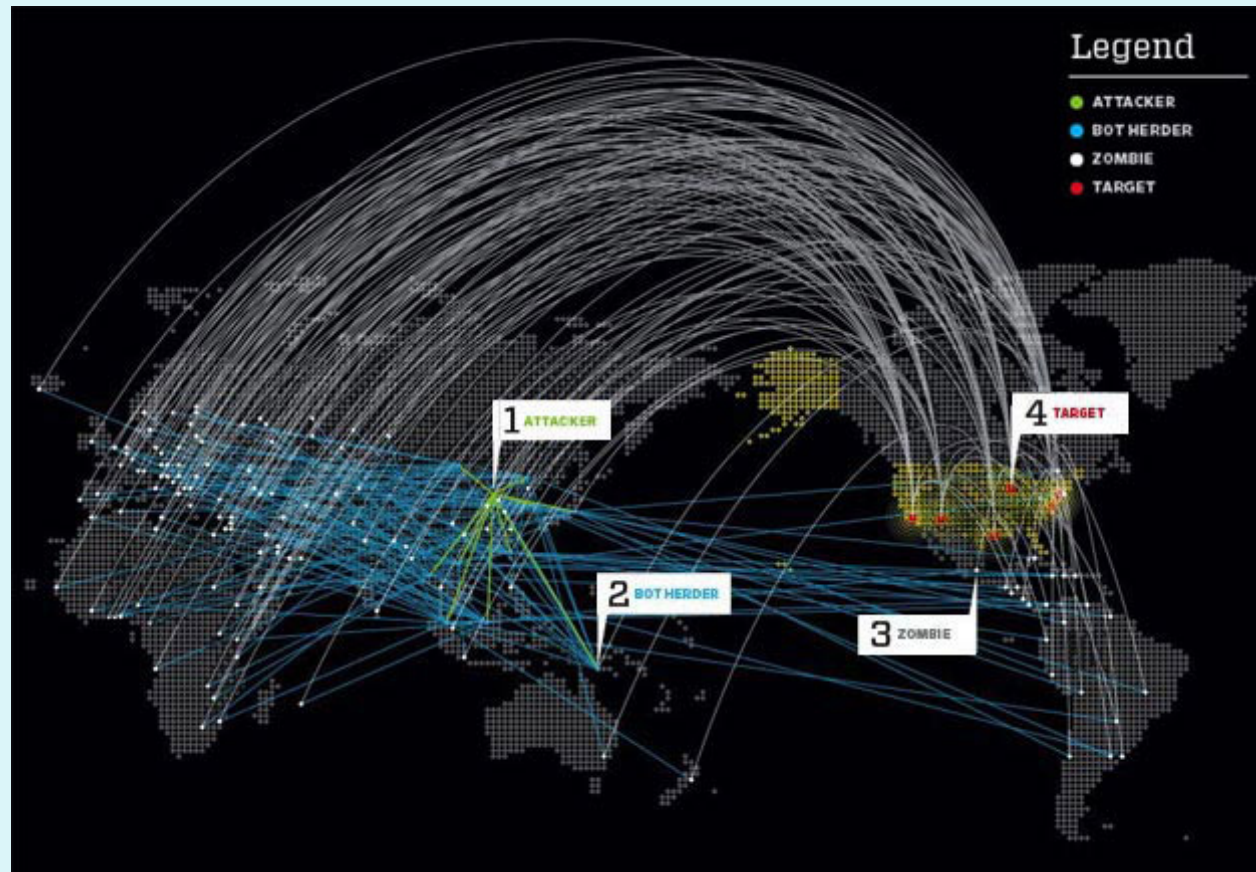 Legend
ATTACKER
BOT HERDER
ZOMBIE
TARGET
1 ATTACKER
4 TARGET
2 BOT HERDER
3 ZOMBIE